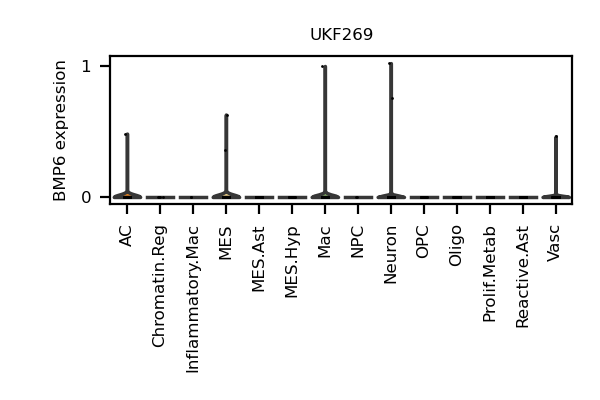 UKF269
BMP6 expression
1
0
AC
Chromatin.Reg
Inflammatory.Mac
MES
MES.Ast
MES.Hyp
Mac
NPC
Neuron
OPC
Oligo
Prolif.Metab
Reactive.Ast
Vasc